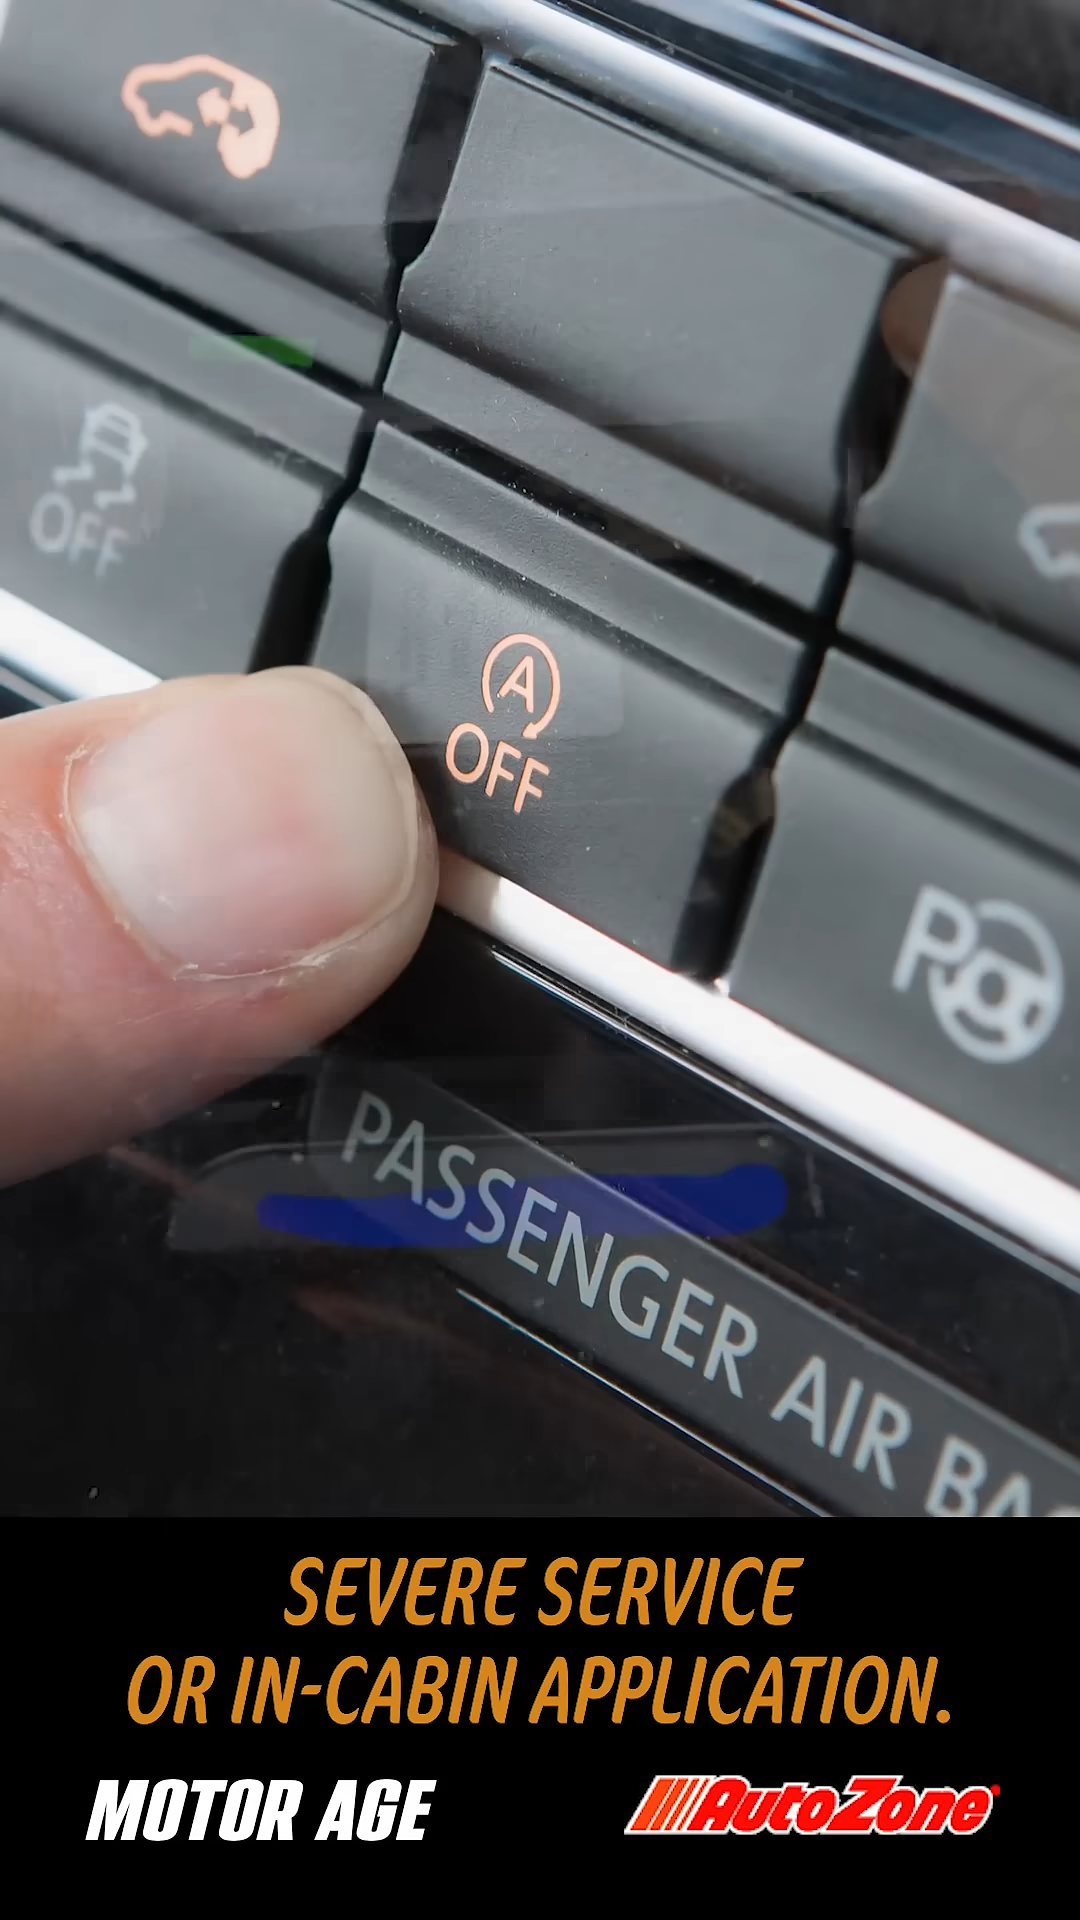 OFF
A
OFF
P
PASSENGER AIR BA
SEVERE SERVICE
OR IN-CABIN APPLICATION.
MOTOR AGE
AutoZone